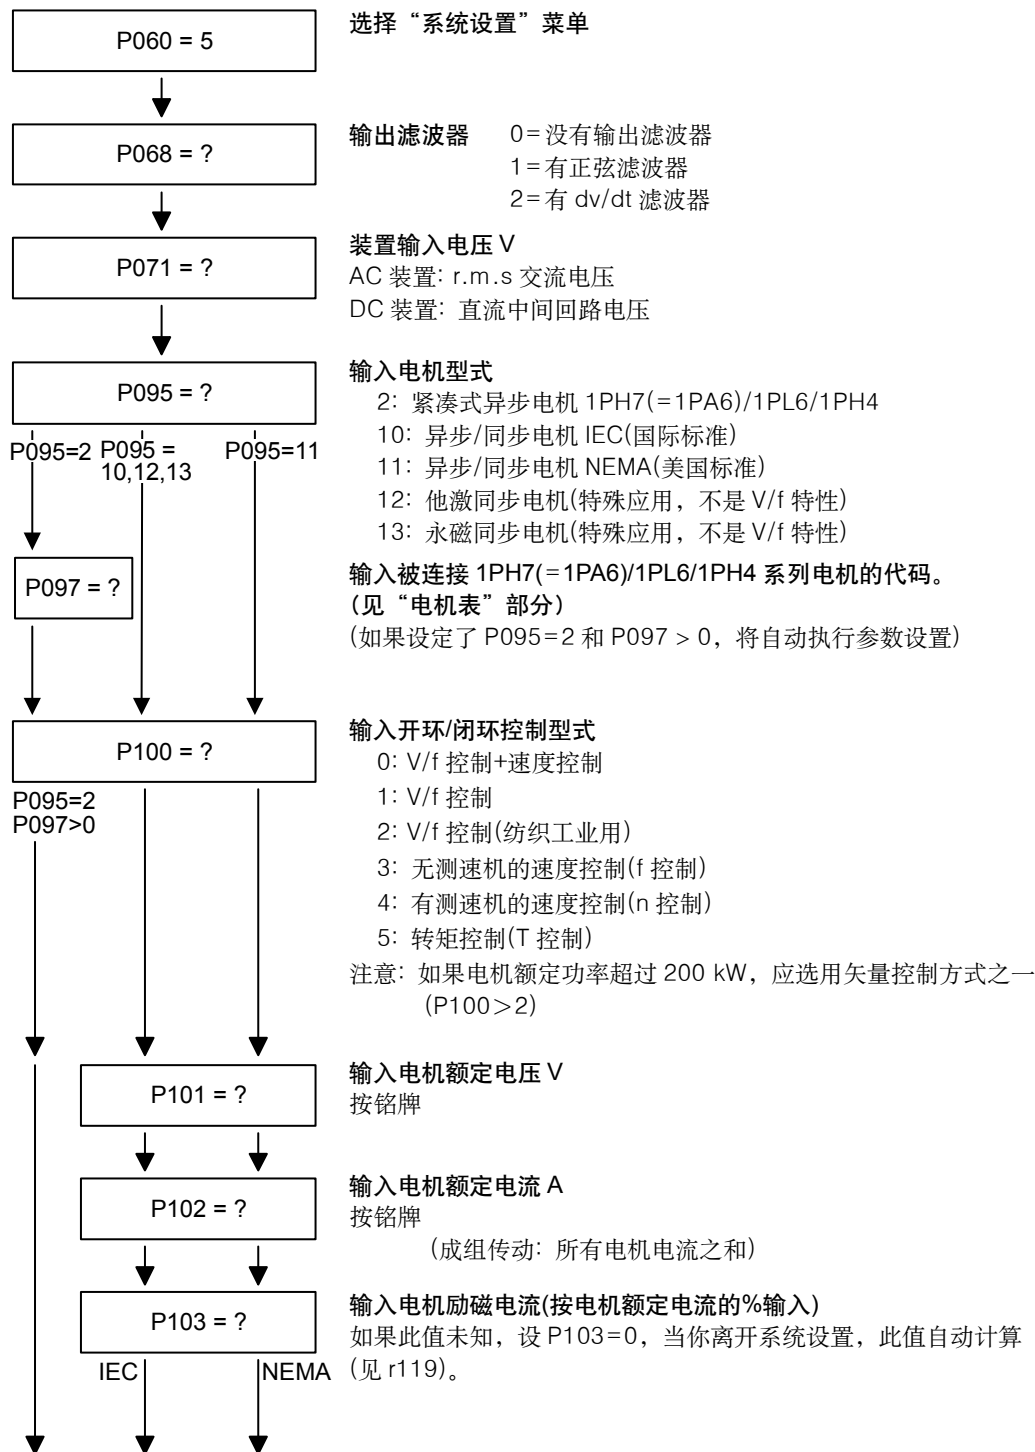 P060 = 5
选择“系统设置”菜单
P068 = ?
输出滤波器 0=没有输出滤波器
1=有正弦滤波器
2=有 dv/dt 滤波器
P071 = ?
装置输入电压 V
AC 装置: r.m.s 交流电压
DC 装置: 直流中间回路电压
P095 = ?
输入电机型式
2: 紧凑式异步电机 1PH7(=1PA6)/1PL6/1PH4
10: 异步/同步电机 IEC(国际标准)
11: 异步/同步电机 NEMA(美国标准)
12: 他激同步电机(特殊应用，不是 V/f 特性)
13: 永磁同步电机(特殊应用，不是 V/f 特性)
P095=2
P095 =
10,12,13
P095=11
P097 = ?
输入被连接 1PH7(=1PA6)/1PL6/1PH4 系列电机的代码。
(见“电机表”部分)
(如果设定了 P095=2 和 P097 > 0，将自动执行参数设置)
P100 = ?
输入开环/闭环控制型式
0: V/f 控制+速度控制
1: V/f 控制
2: V/f 控制(纺织工业用)
3: 无测速机的速度控制(f 控制)
4: 有测速机的速度控制(n 控制)
5: 转矩控制(T 控制)
注意: 如果电机额定功率超过 200 kW，应选用矢量控制方式之一
(P100＞2)
P095=2
P097>0
P101 = ?
输入电机额定电压 V
按铭牌
P102 = ?
输入电机额定电流 A
按铭牌
(成组传动: 所有电机电流之和)
P103 = ?
输入电机励磁电流(按电机额定电流的%输入)
如果此值未知，设 P103=0，当你离开系统设置，此值自动计算
(见 r119)。
IEC
NEMA